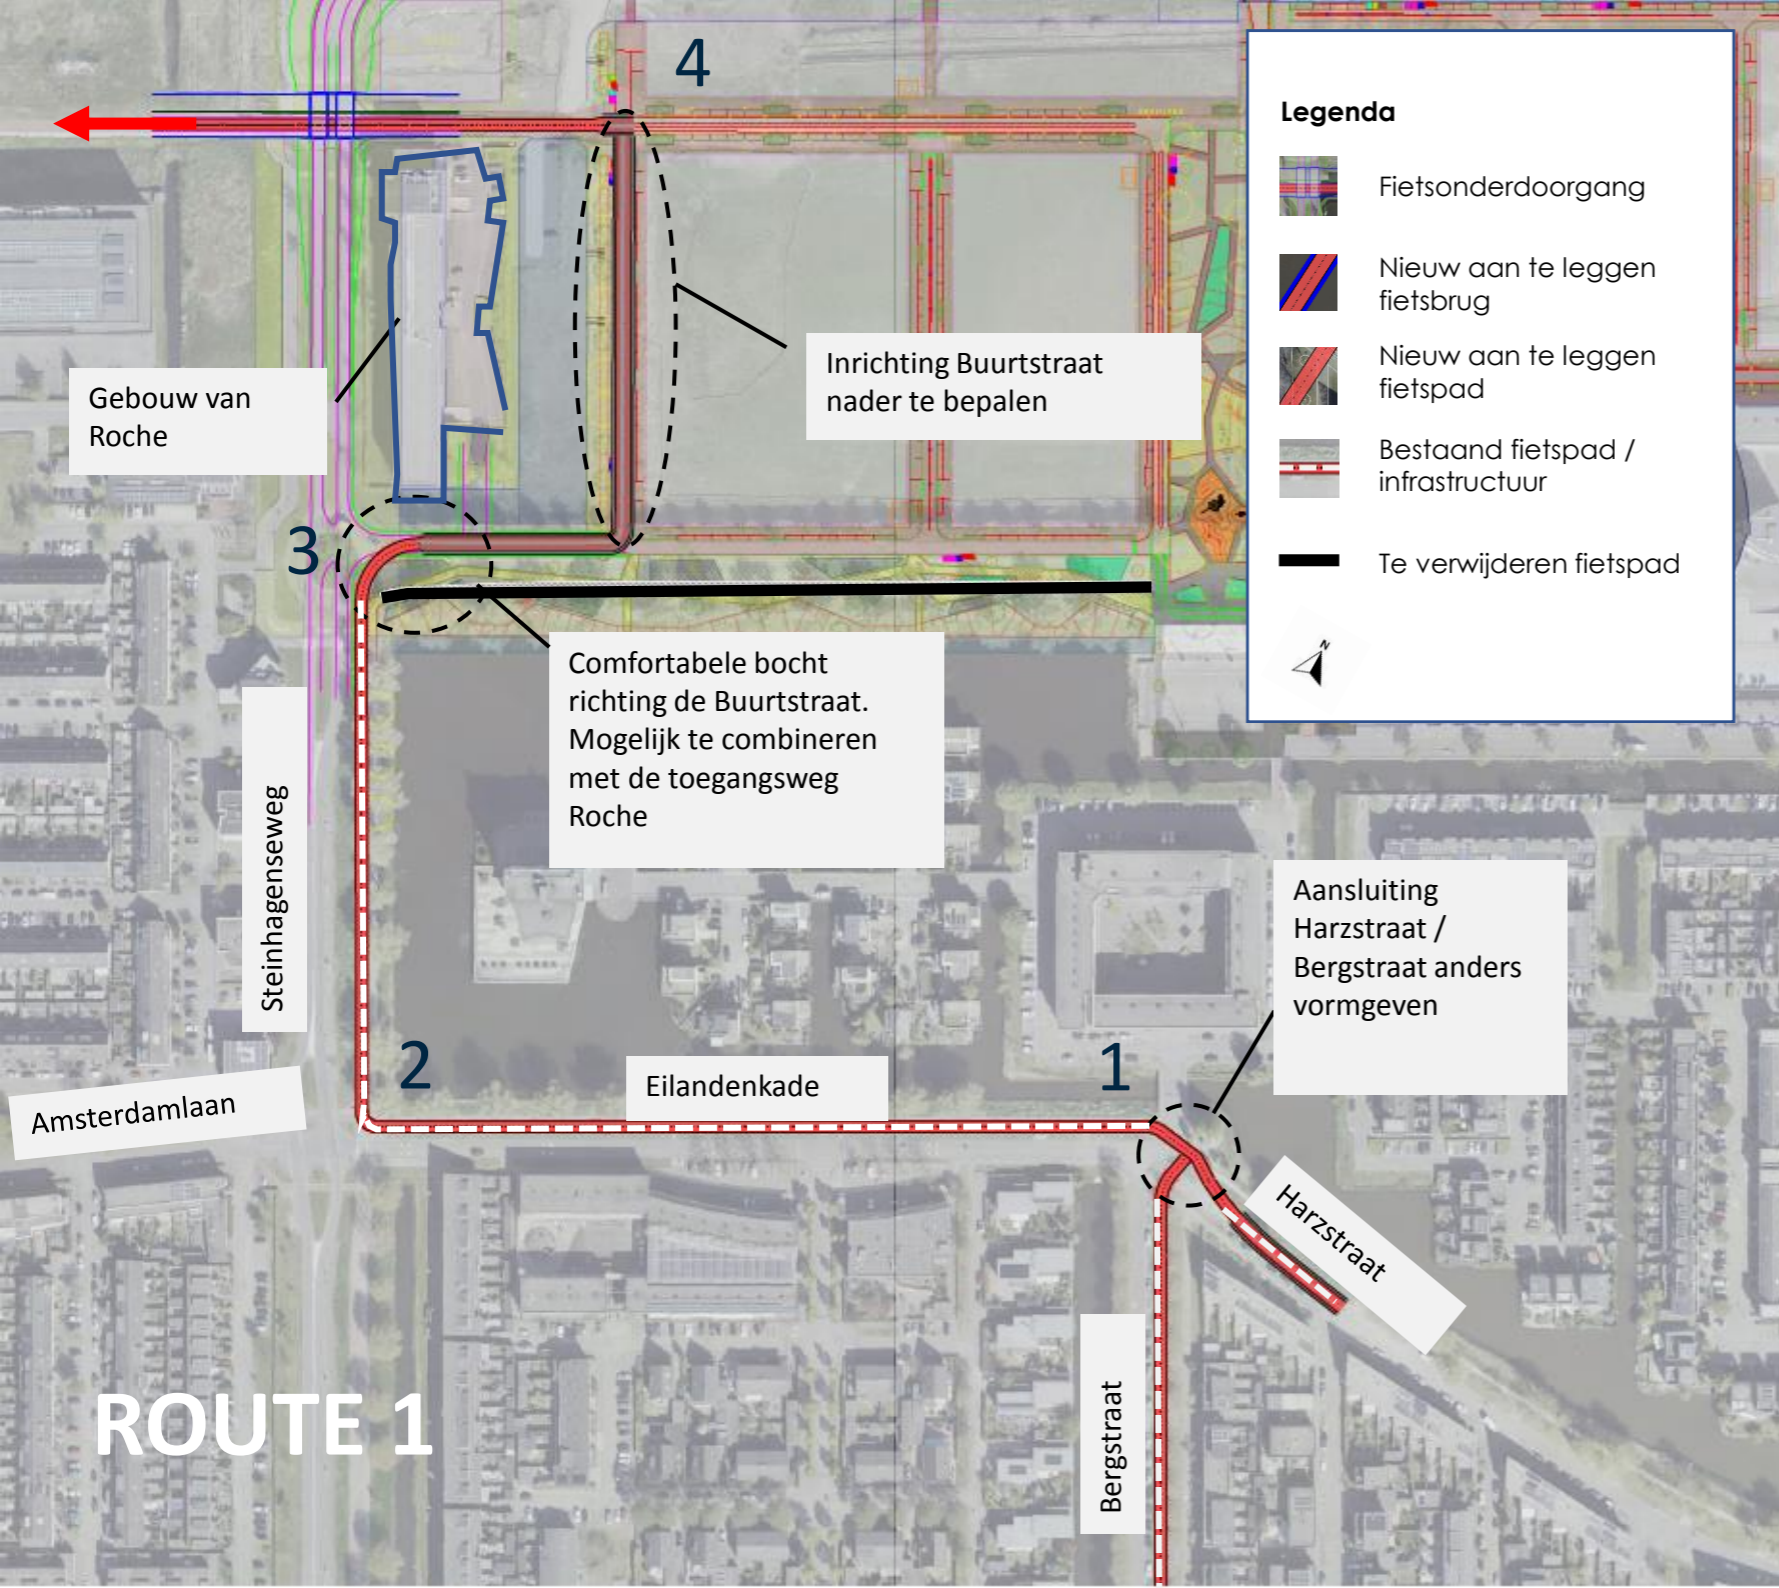 4
Legenda
Fietsonderdoorgang
Nieuw aan te leggen
fietsbrug
Nieuw aan te leggen
fietspad
Bestaand fietspad /
infrastructuur
Te verwijderen fietspad
N
Gebouw van
Roche
Inrichting Buurtstraat
nader te bepalen
3
Comfortabele bocht
richting de Buurtstraat.
Mogelijk te combineren
met de toegangsweg
Roche
Steinhagenseweg
Aansluiting
Harzstraat /
Bergstraat anders
vormgeven
2
Eilandenkade
1
Amsterdamlaan
Harzstraat
Bergstraat
ROUTE 1